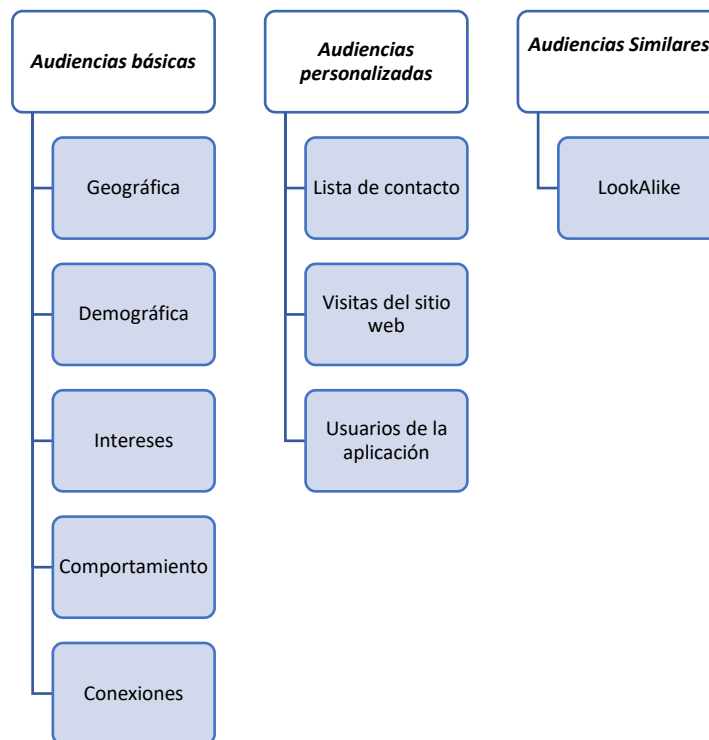 Audiencias básicas
Geográfica
Demográfica
Intereses
Comportamiento
Conexiones
Audiencias
personalizadas
Lista de contacto
Visitas del sitio
web
Usuarios de la
aplicación
Audiencias Similares
LookAlike